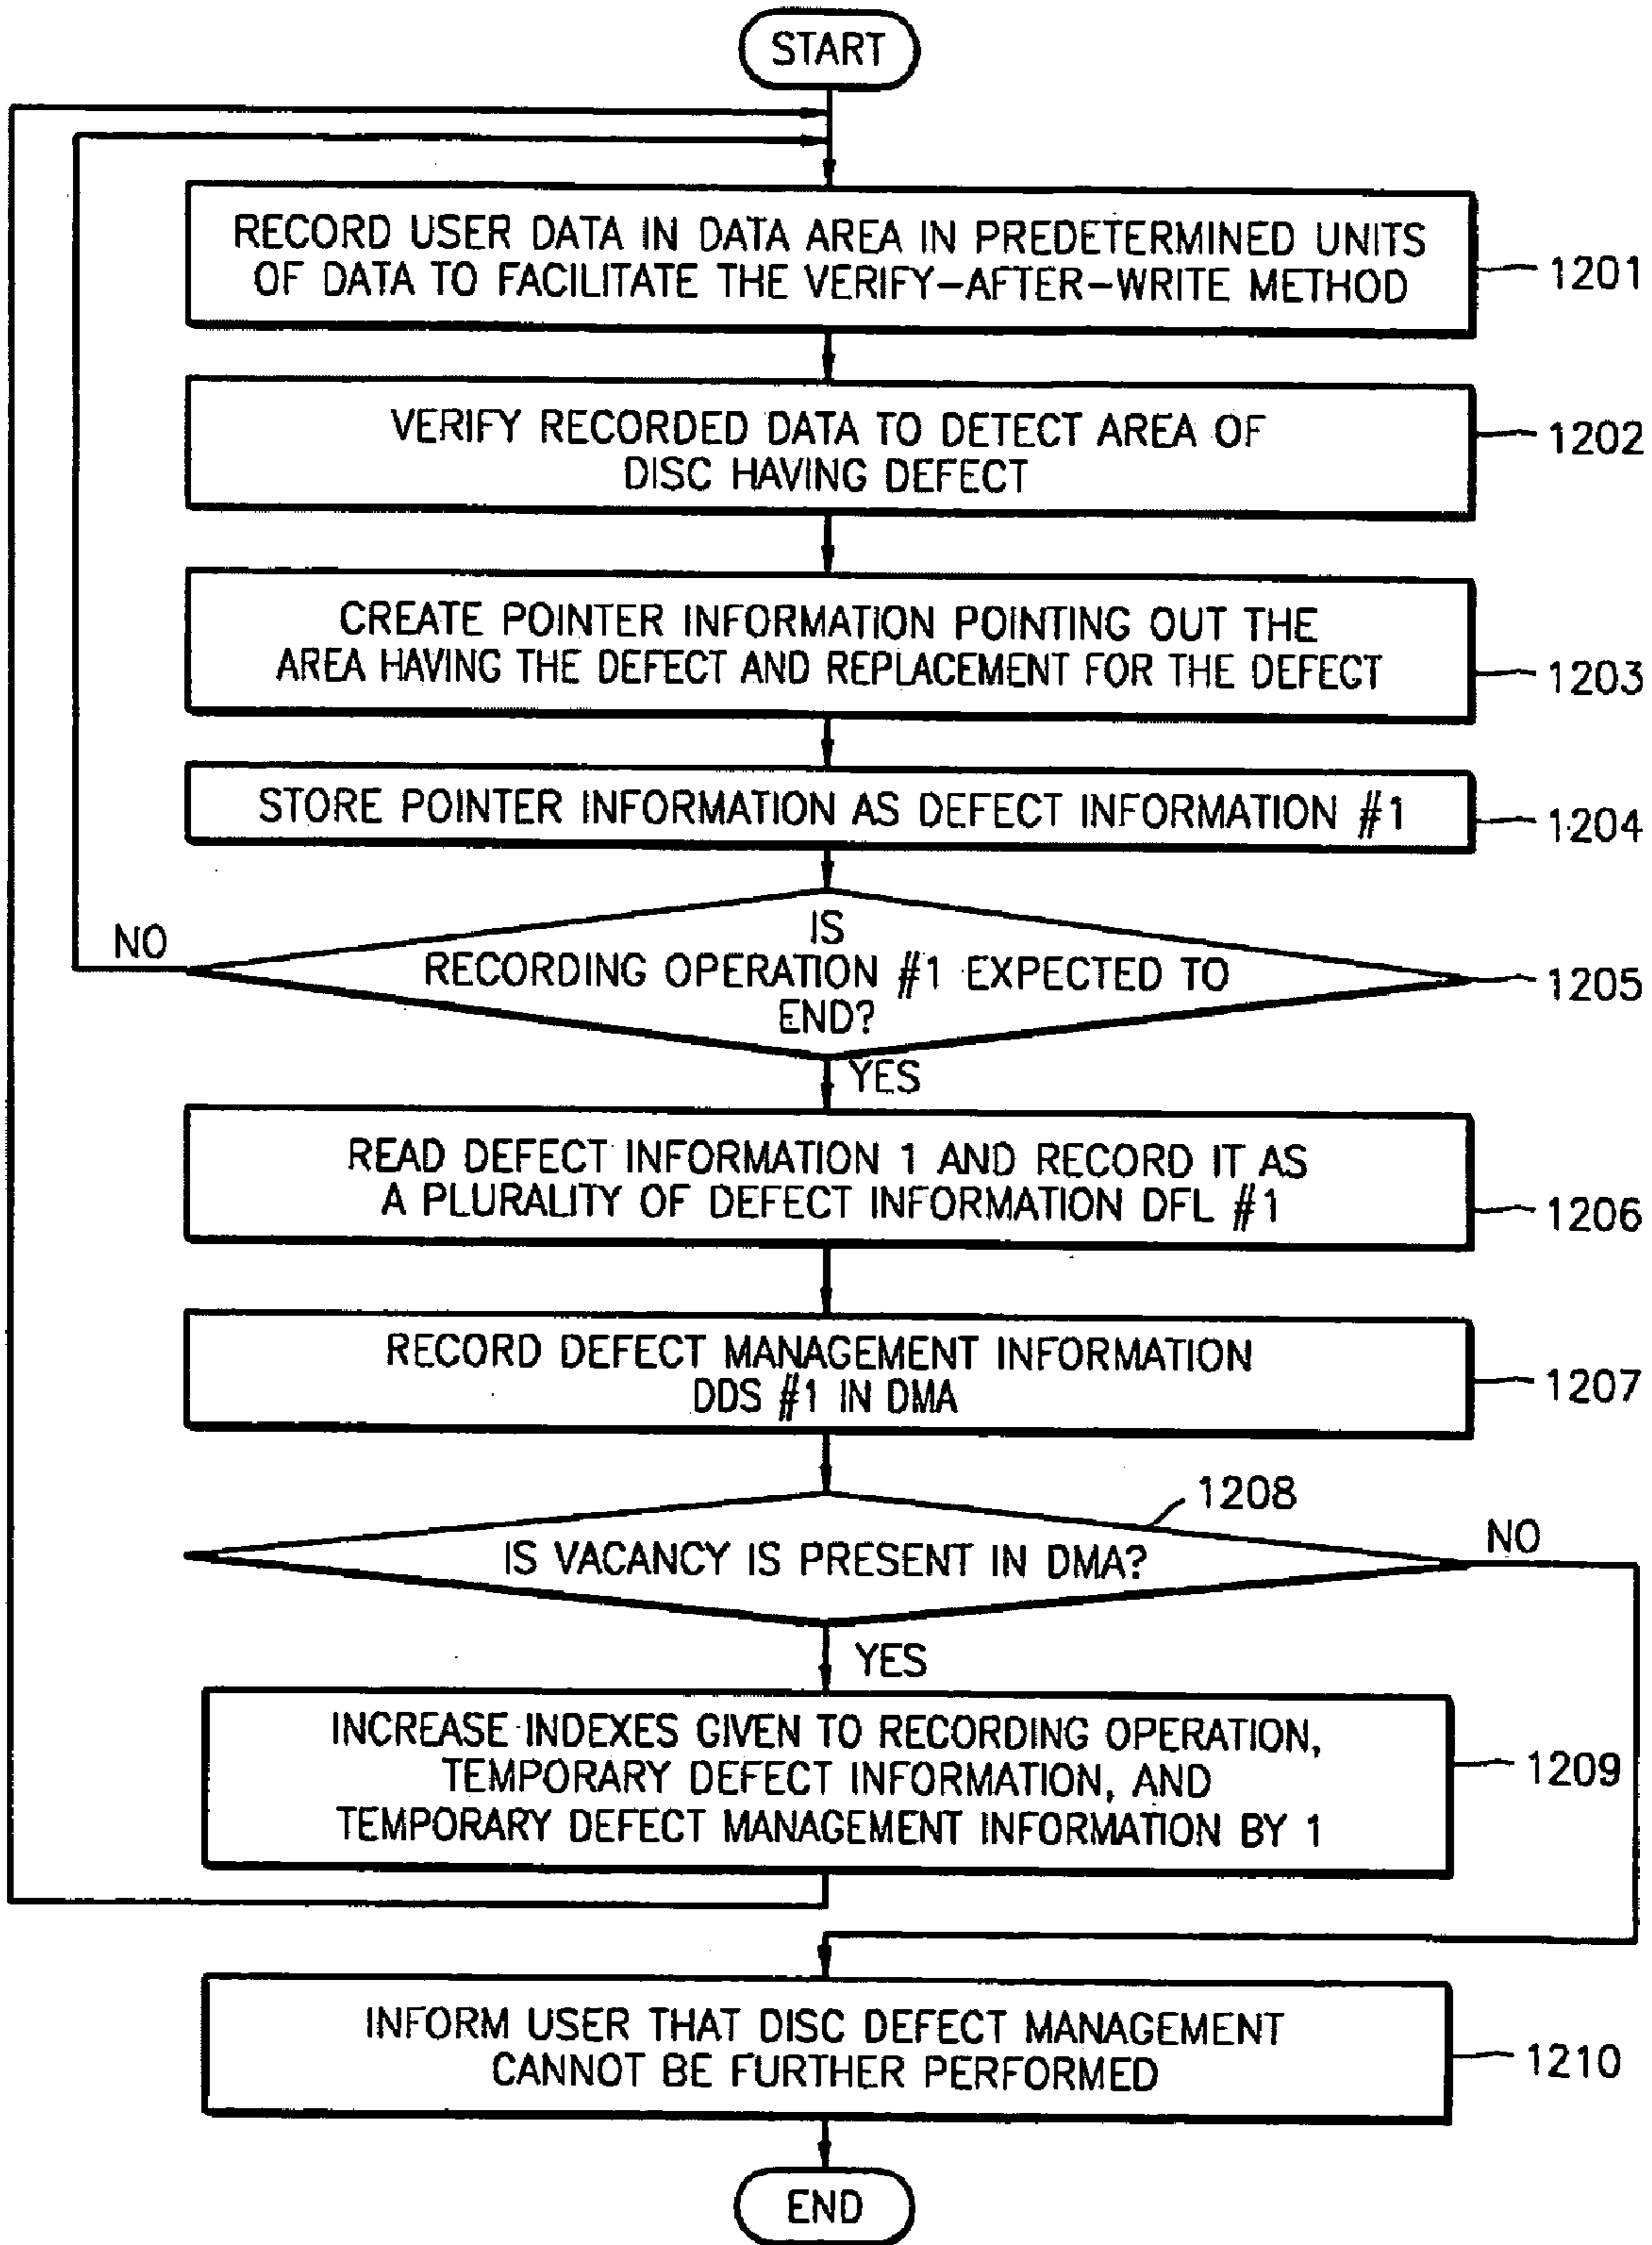 START
RECORD USER DATA IN DATA AREA IN PREDETERMINED UNITS
OF DATA TO FACILITATE THE VERIFY-AFTER-WRITE METHOD
1201
VERIFY RECORDED DATA TO DETECT AREA OF
DISC HAVING DEFECT
1202
CREATE POINTER INFORMATION POINTING OUT THE
AREA HAVING THE DEFECT AND REPLACEMENT FOR THE DEFECT
1203
STORE POINTER INFORMATION AS DEFECT INFORMATION #1
1204
NO
IS
RECORDING OPERATION #1 EXPECTED TO
END?
1205
YES
READ DEFECT INFORMATION 1 AND RECORD IT AS
A PLURALITY OF DEFECT INFORMATION DFL #1
1206
RECORD DEFECT MANAGEMENT INFORMATION
DDS #1 IN DMA
1207
1208
IS VACANCY IS PRESENT IN DMA?
NO
YES
INCREASE INDEXES GIVEN TO RECORDING OPERATION,
TEMPORARY DEFECT INFORMATION, AND
TEMPORARY DEFECT MANAGEMENT INFORMATION BY 1
1209
INFORM USER THAT DISC DEFECT MANAGEMENT
CANNOT BE FURTHER PERFORMED
1210
END